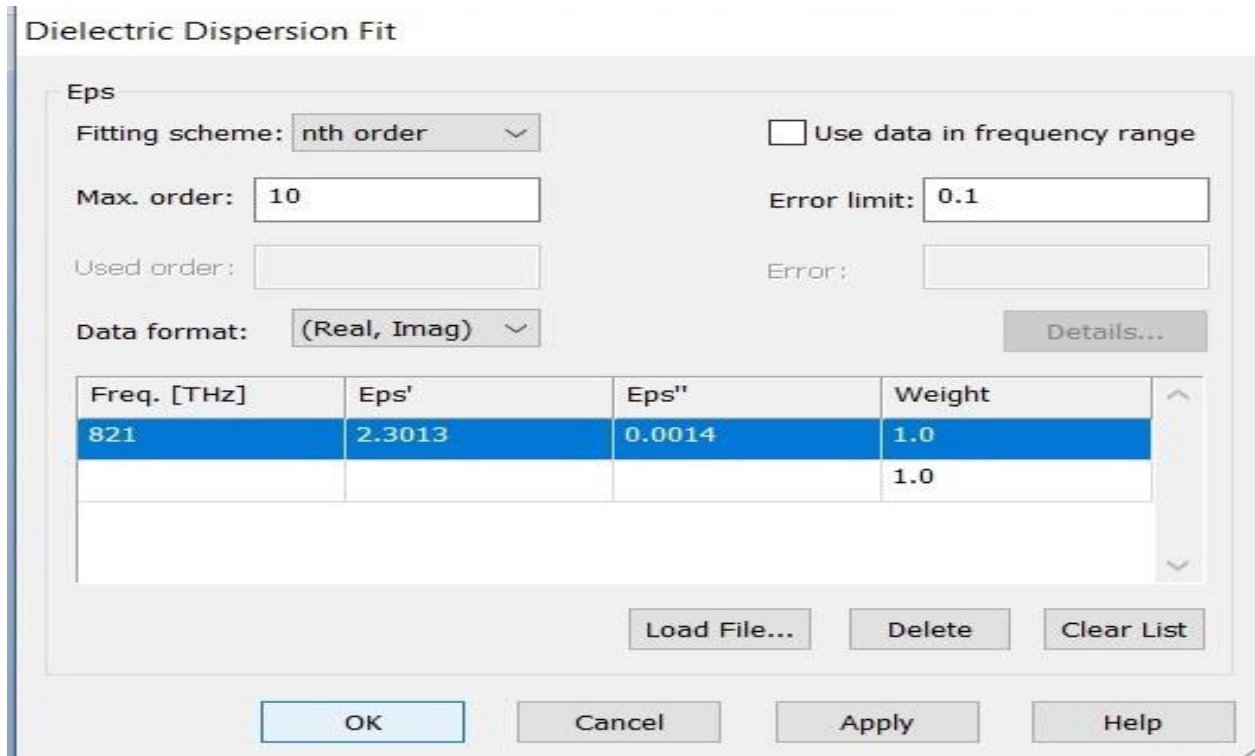 Dielectric Dispersion Fit
Eps
Fitting scheme: nth order
Use data in frequency range
Max. order: 10
Error limit: 0.1
Used order:
Error:
Data format: (Real, Imag)
Details...
Freq. [THz] Eps' Eps" Weight
821 2.3013 0.0014 1.0
1.0
Load File... Delete Clear List
OK Cancel Apply Help